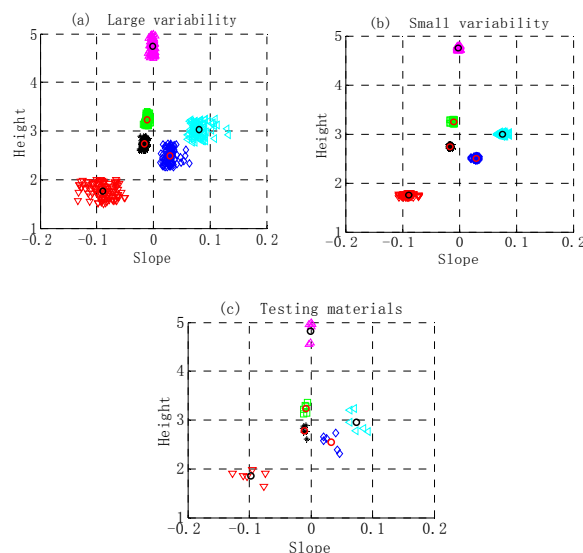 (a) Large variability
5
4
3
2
1
Height
-0.2 -0.1 0 0.1 0.2
Slope
(b) Small variability
5
4
3
2
1
Height
-0.2 -0.1 0 0.1 0.2
Slope
(c) Testing materials
5
4
3
2
1
Height
-0.2 -0.1 0 0.1 0.2
Slope